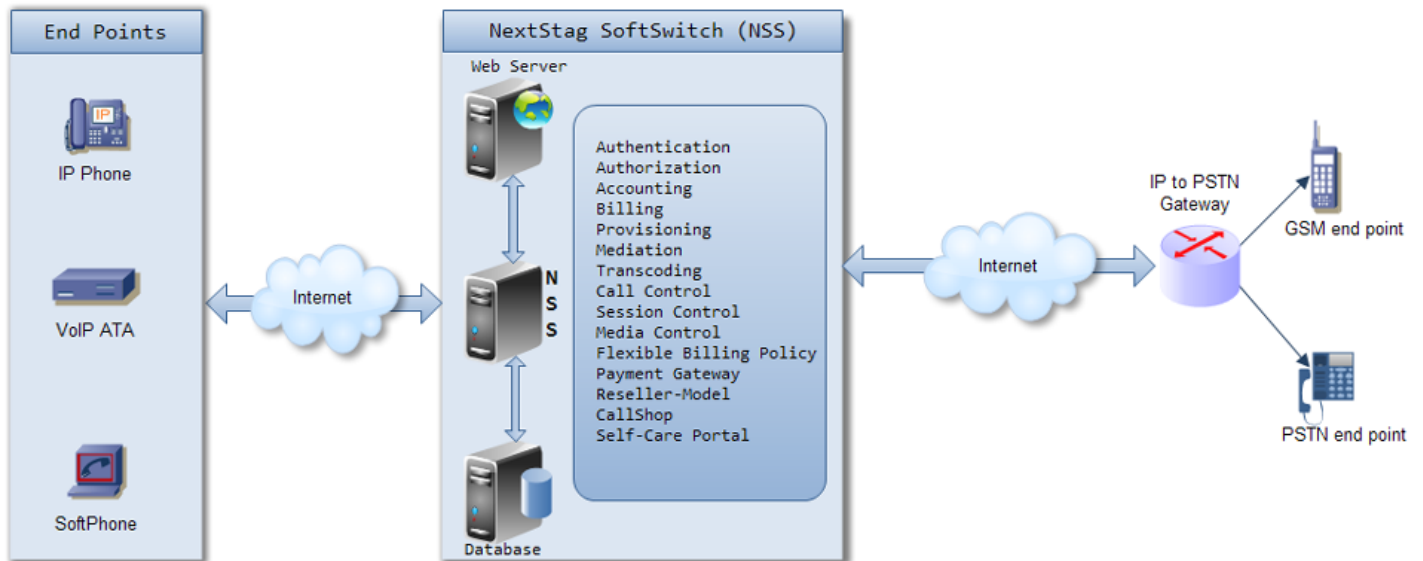 End Points
IP
IP Phone
VoIP ATA
SoftPhone
Internet
NextStag SoftSwitch (NSS)
Web Server
N
S
S
Database
Authentication
Authorization
Accounting
Billing
Provisioning
Mediation
Transcoding
Call Control
Session Control
Media Control
Flexible Billing Policy
Payment Gateway
Reseller-Model
CallShop
Self-Care Portal
Internet
IP to PSTN
Gateway
GSM end point
PSTN end point